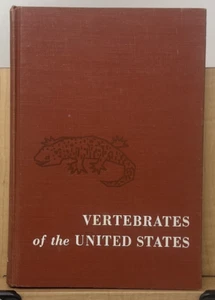 VERTEBRATES
of the UNITED STATES